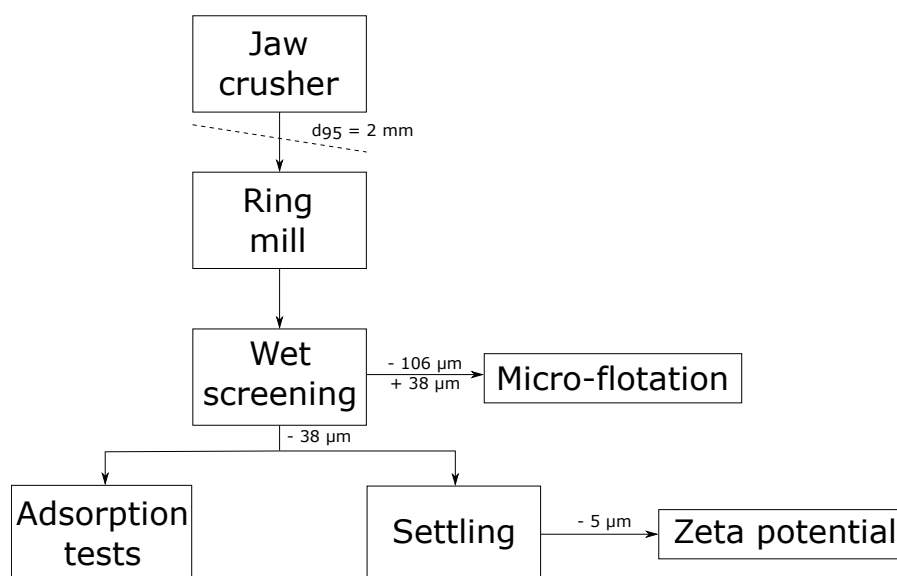 Jaw
crusher
d95 = 2 mm
Ring
mill
Wet
screening
- 106 µm
+ 38 µm
Micro-flotation
- 38 µm
Adsorption
tests
Settling
- 5 µm
Zeta potential